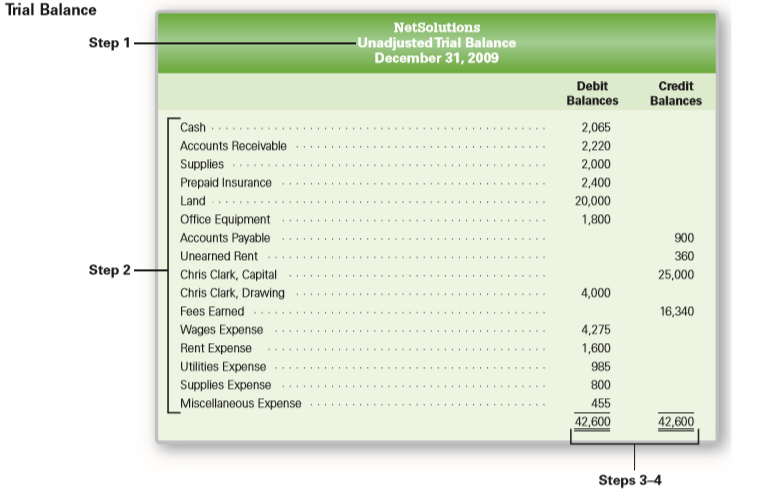 Trial Balance
Step 1
NetSolutions
Unadjusted Trial Balance
December 31, 2009
Debit Balances Credit Balances
Cash 2,065
Accounts Receivable 2,220
Supplies 2,000
Prepaid Insurance 2,400
Land 20,000
Office Equipment 1,800
Accounts Payable 900
Unearned Rent 360
Step 2
Chris Clark, Capital 25,000
Chris Clark, Drawing 4,000
Fees Earned 16,340
Wages Expense 4,275
Rent Expense 1,600
Utilities Expense 985
Supplies Expense 800
Miscellaneous Expense 455
42,600 42,600
Steps 3–4